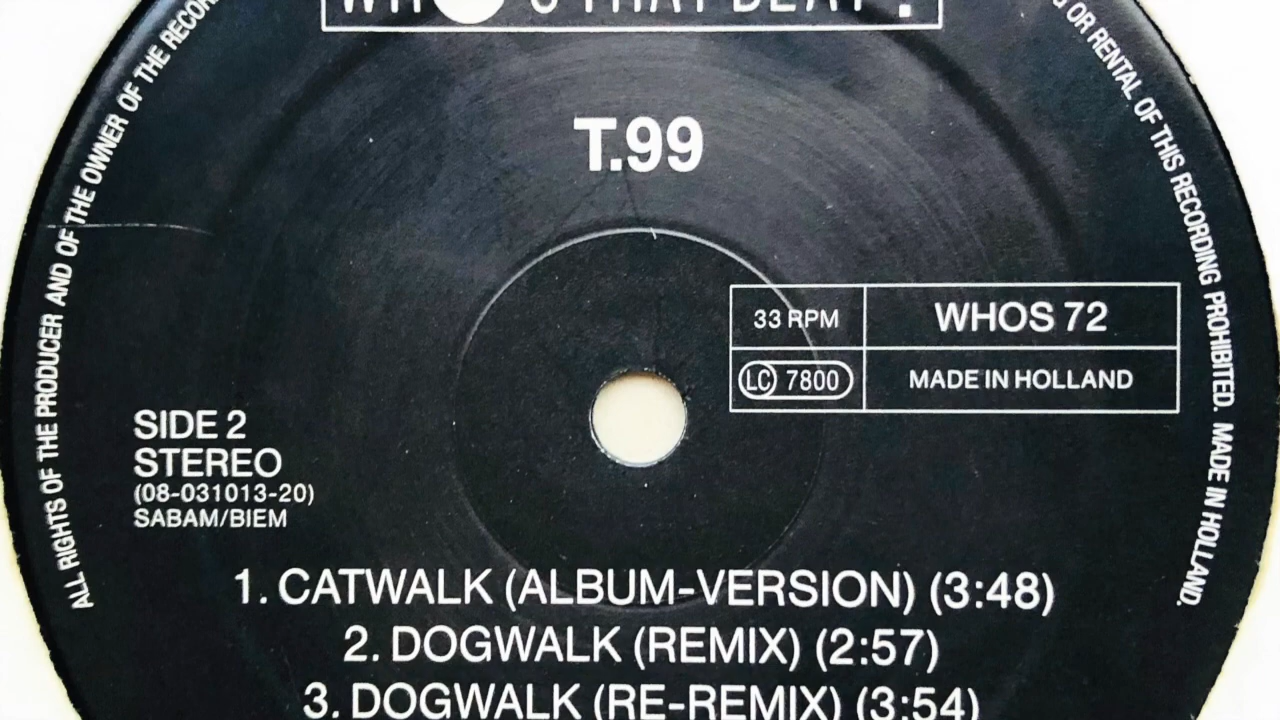 THAT BEAT?
T.99
33 RPM
WHOS 72
LC 7800
MADE IN HOLLAND
SIDE 2
STEREO
(08-031013-20)
SABAM/BIEM
1. CATWALK (ALBUM-VERSION) (3:48)
2. DOGWALK (REMIX) (2:57)
3. DOGWALK (RE-REMIX) (3:54)
ALL RIGHTS OF THE PRODUCER AND OF THE OWNER OF THE
OR RENTAL OF THIS RECORDING PROHIBITED. MADE IN HOLLAND.